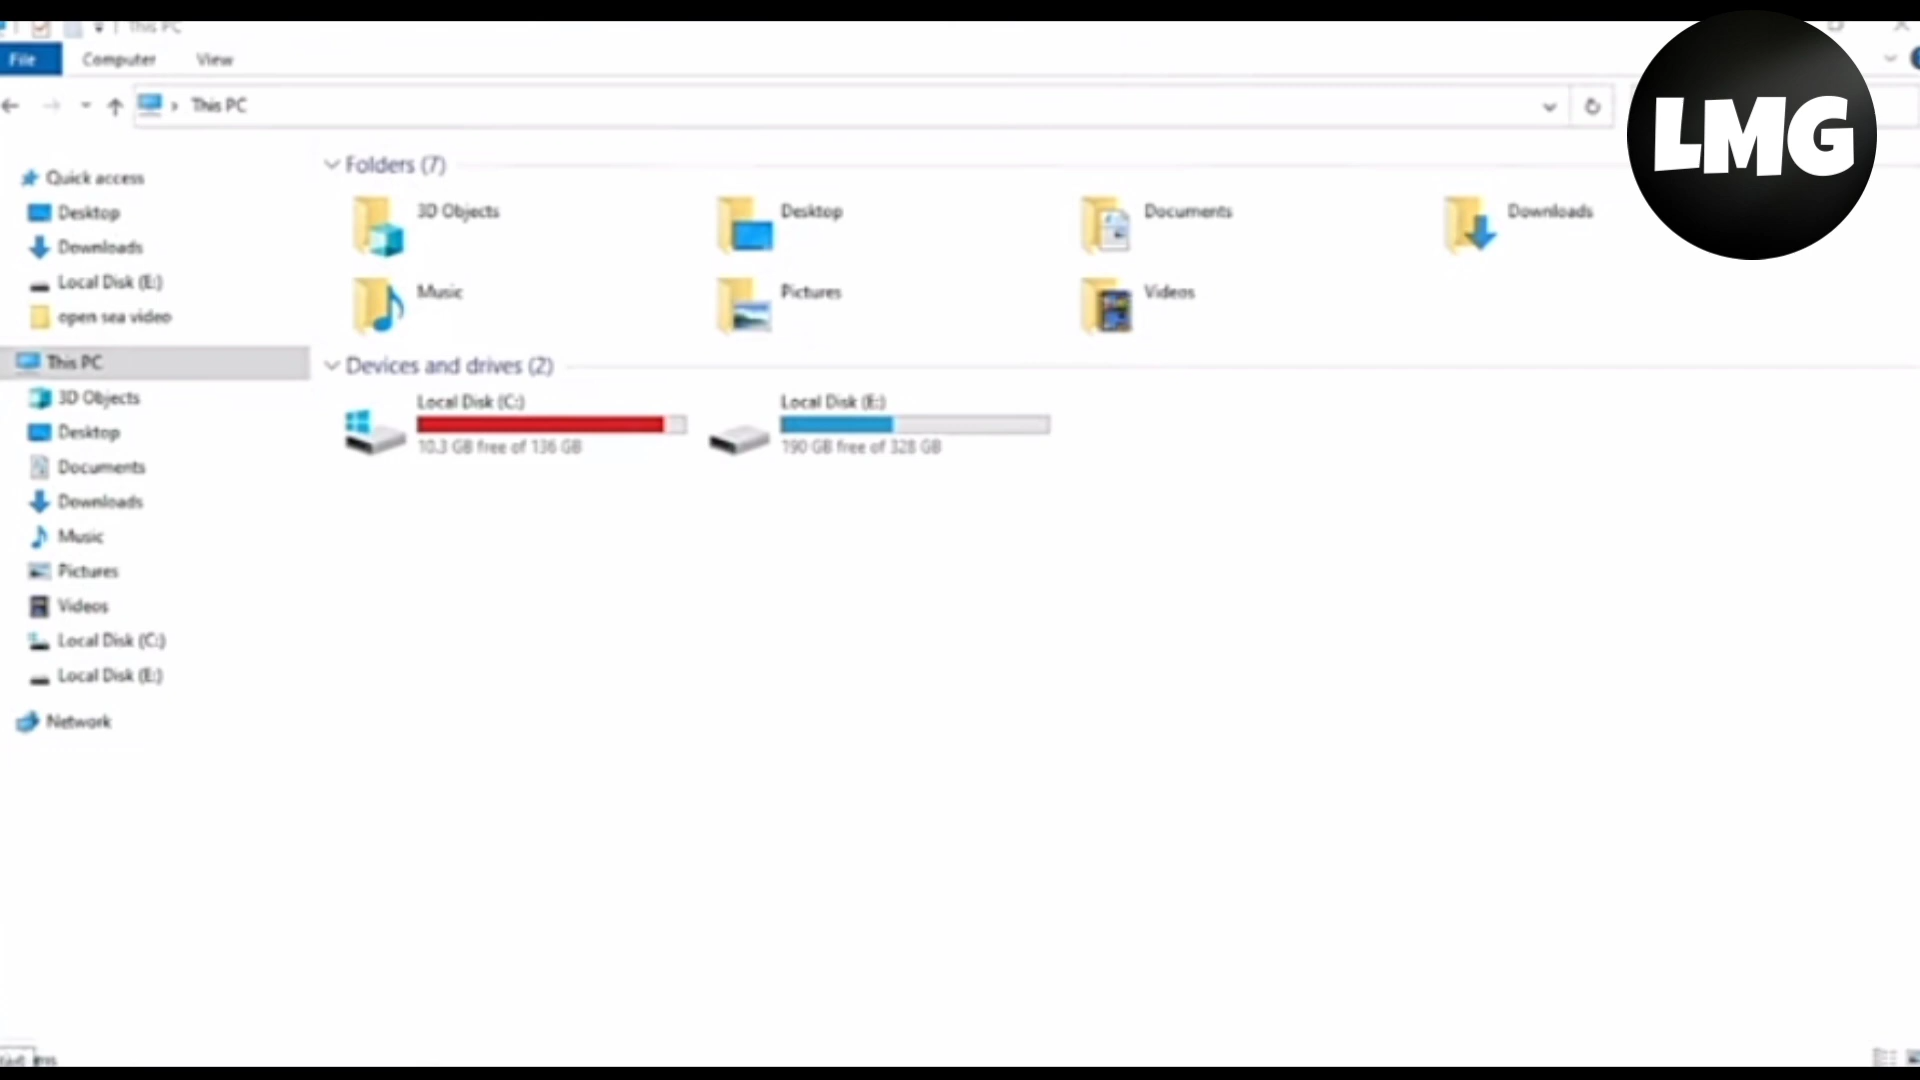 This PC
File Computer View
This PC
LMG
Quick access
Desktop
Downloads
Local Disk (E:)
open sea video
This PC
3D Objects
Desktop
Documents
Downloads
Music
Pictures
Videos
Local Disk (C:)
Local Disk (E:)
Network
Folders (7)
3D Objects
Desktop
Documents
Downloads
Music
Pictures
Videos
Devices and drives (2)
Local Disk (C:)
10.3 GB free of 136 GB
Local Disk (E:)
190 GB free of 328 GB